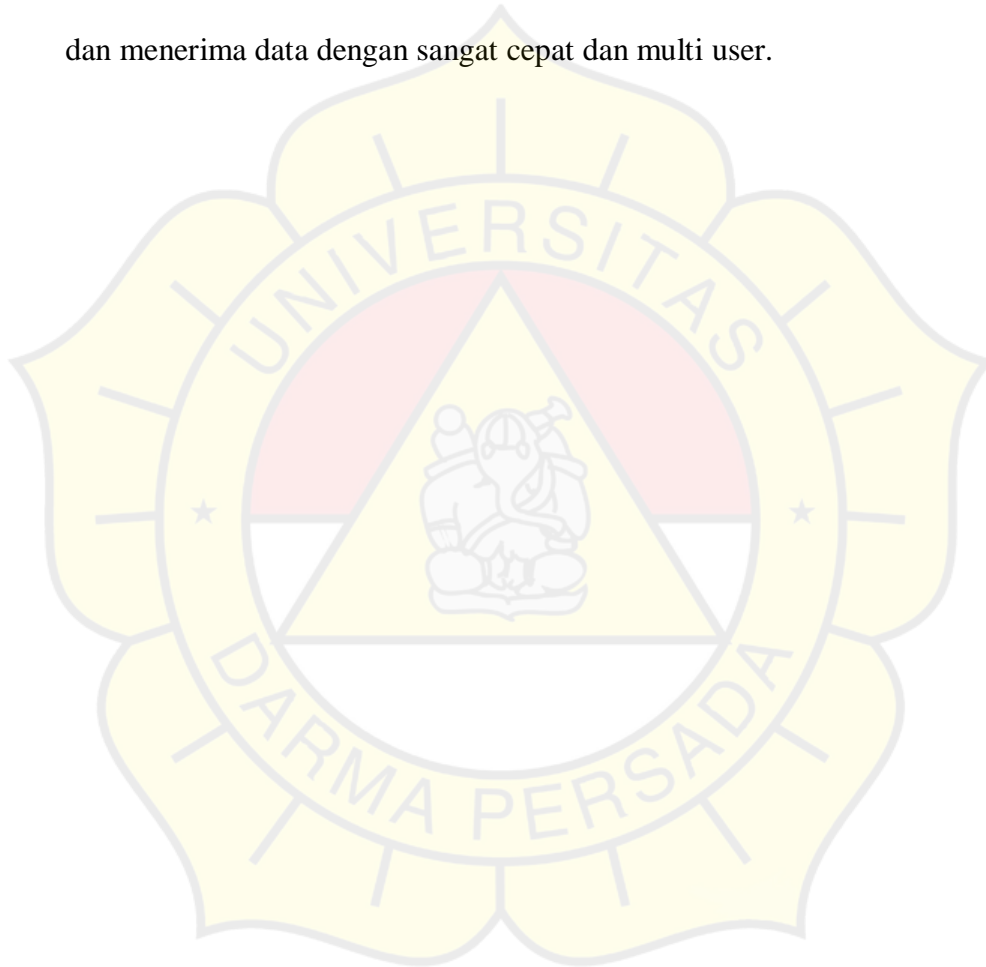 dan menerima data dengan sangat cepat dan multi user.
UNIVERSITAS
DARMA PERSADA